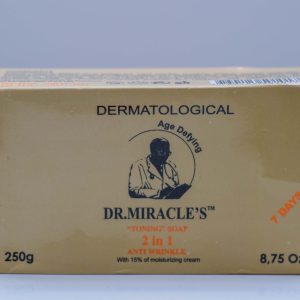 DERMATOLOGICAL
Age Defying
DR.MIRACLE'S™
"TONING" SOAP
2 in 1
ANTI WRINKLE
With 15% of moisturizing cream
250g
8,75 Oz
7 DAYS